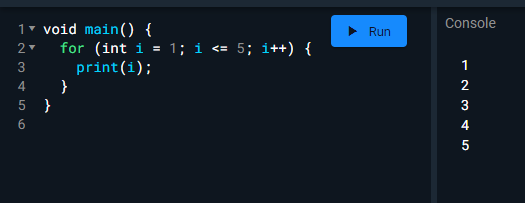 1 void main() {
2   for (int i = 1; i <= 5; i++) {
3     print(i);
4   }
5 }
6
Run
Console
1
2
3
4
5